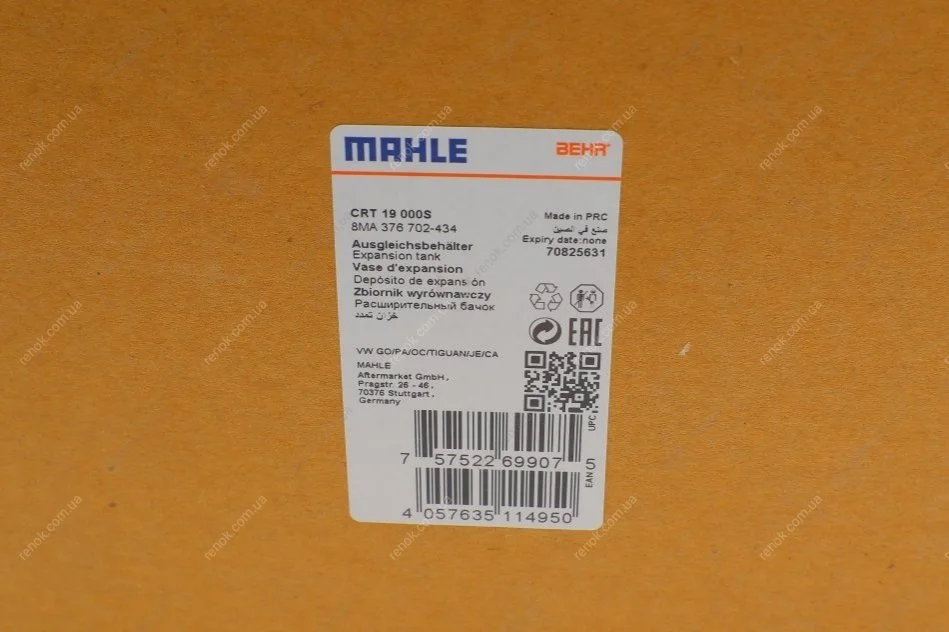 MAHLE
BEHR
CRT 19 000S
8MA 376 702-434
Ausgleichsbehälter
Expansion tank
Vase d'expansion
Depósito de expansión
Zbiornik wyrównawczy
Расширительный бачок
خزان تمدد
Made in PRC
صنع في الصين
Expiry date:none
70825631
EAC
VW GO/PA/OC/TIGUAN/JE/CA
MAHLE
Aftermarket GmbH,
Pragstr. 26 - 46,
70376 Stuttgart,
Germany
UPC
7 57522 69907 5
EAN
4 057635 114950
renok.com.ua